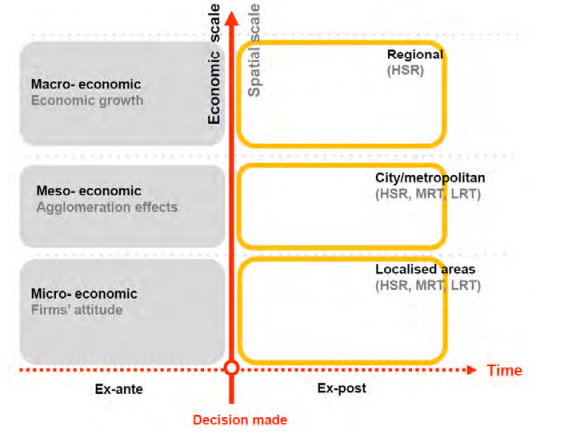 Economic scale
Spatial scale
Macro- economic
Economic growth
Regional
(HSR)
Meso- economic
Agglomeration effects
City/metropolitan
(HSR, MRT, LRT)
Micro- economic
Firms' attitude
Localised areas
(HSR, MRT, LRT)
Time
Ex-ante
Ex-post
Decision made